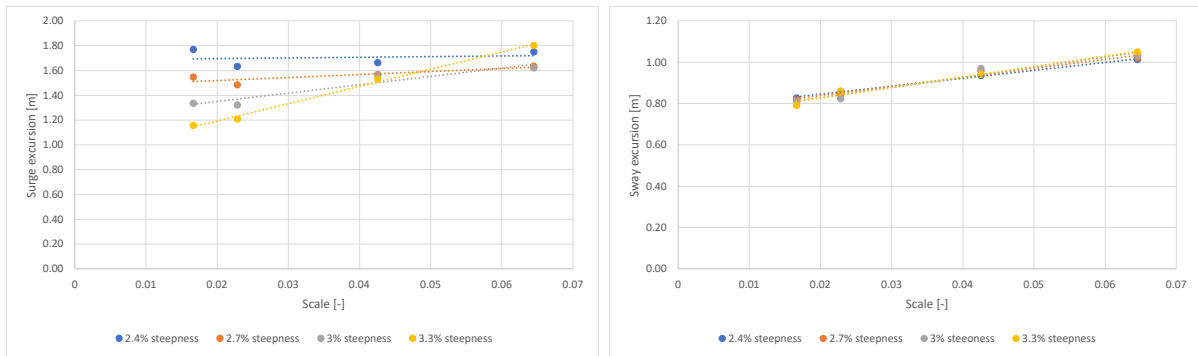 2.00
1.80
1.60
1.40
1.20
1.00
0.80
0.60
0.40
0.20
0.00
Surge excursion [m]
0 0.01 0.02 0.03 0.04 0.05 0.06 0.07
Scale [-]
2.4% steepness 2.7% steepness 3% steepness 3.3% steepness
1.20
1.00
0.80
0.60
0.40
0.20
0.00
Sway excursion [m]
0 0.01 0.02 0.03 0.04 0.05 0.06 0.07
Scale [-]
2.4% steepness 2.7% steepness 3% steeoness 3.3% steepness